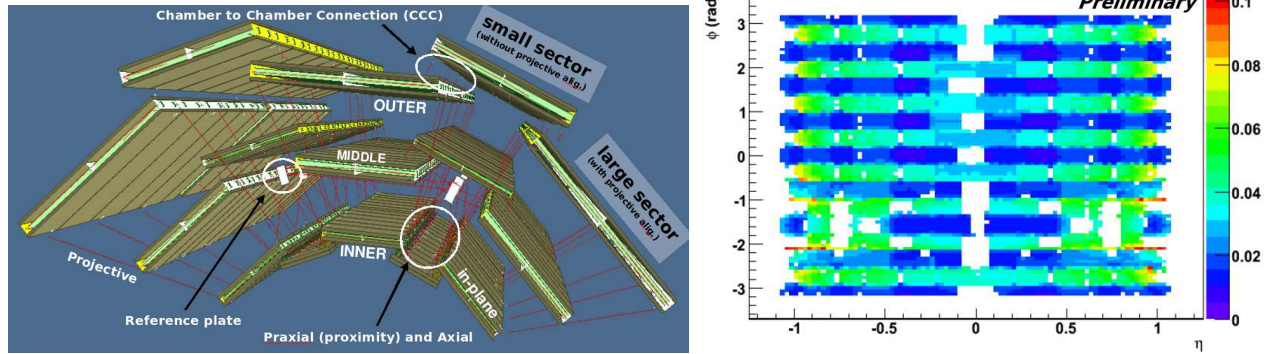 Chamber to Chamber Connection (CCC)
small sector
(without projective alig.)
OUTER
MIDDLE
large sector
(with projective alig.)
INNER
in-plane
Projective
Reference plate
Praxial (proximity) and Axial
Preliminary
ϕ (rad
3
2
1
0
-1
-2
-3
-1
-0.5
0
0.5
1
η
0.1
0.08
0.06
0.04
0.02
0